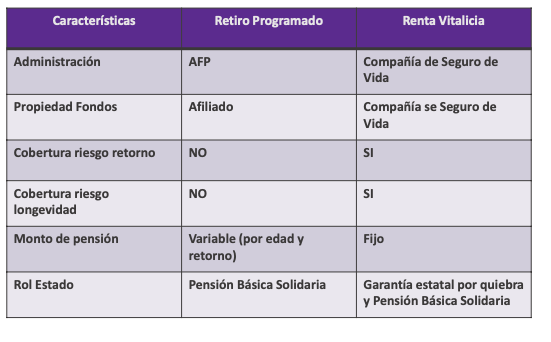 Características Retiro Programado Renta Vitalicia
Administración AFP Compañía de Seguro de
Vida
Propiedad Fondos Afiliado Compañía se Seguro de
Vida
Cobertura riesgo retorno NO SI
Cobertura riesgo NO SI
longevidad
Monto de pensión Variable (por edad y Fijo
retorno)
Rol Estado Pensión Básica Solidaria Garantía estatal por quiebra
y Pensión Básica Solidaria